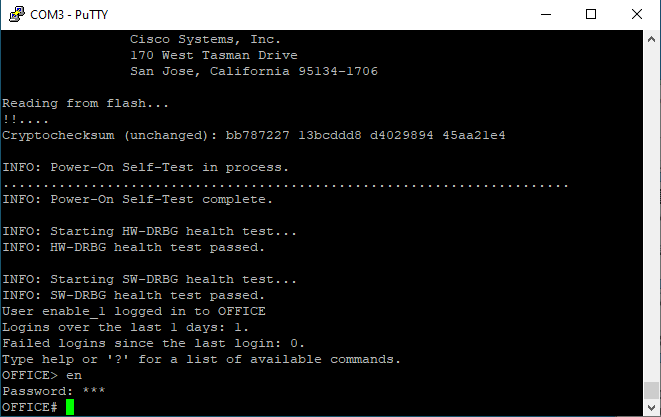 COM3 - PuTTY
Cisco Systems, Inc.
170 West Tasman Drive
San Jose, California 95134-1706
Reading from flash...
!!....
Cryptochecksum (unchanged): bb787227 13bcddd8 d4029894 45aa21e4
INFO: Power-On Self-Test in process.
.......................................................................
INFO: Power-On Self-Test complete.
INFO: Starting HW-DRBG health test...
INFO: HW-DRBG health test passed.
INFO: Starting SW-DRBG health test...
INFO: SW-DRBG health test passed.
User enable_1 logged in to OFFICE
Logins over the last 1 days: 1.
Failed logins since the last login: 0.
Type help or '?' for a list of available commands.
OFFICE> en
Password: ***
OFFICE#